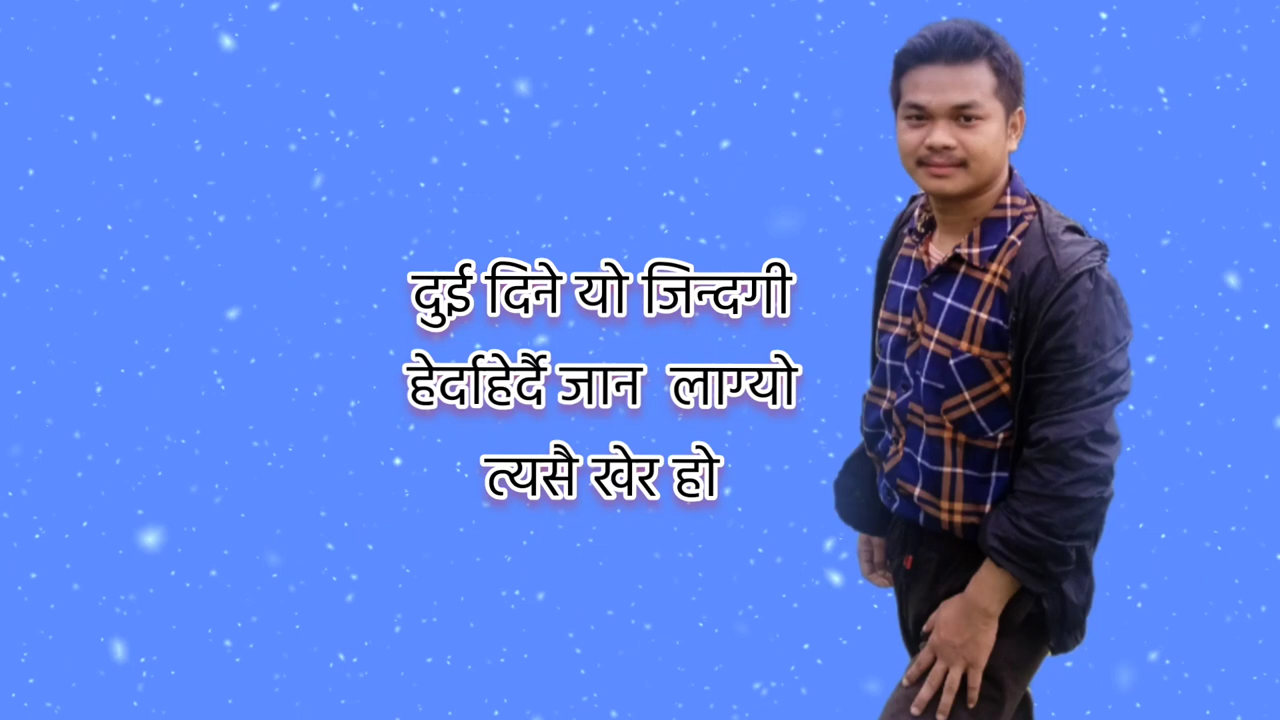 दुई दिने यो जिन्दगी
हेर्दाहेर्दै जान लाग्यो
त्यसै खेर हो